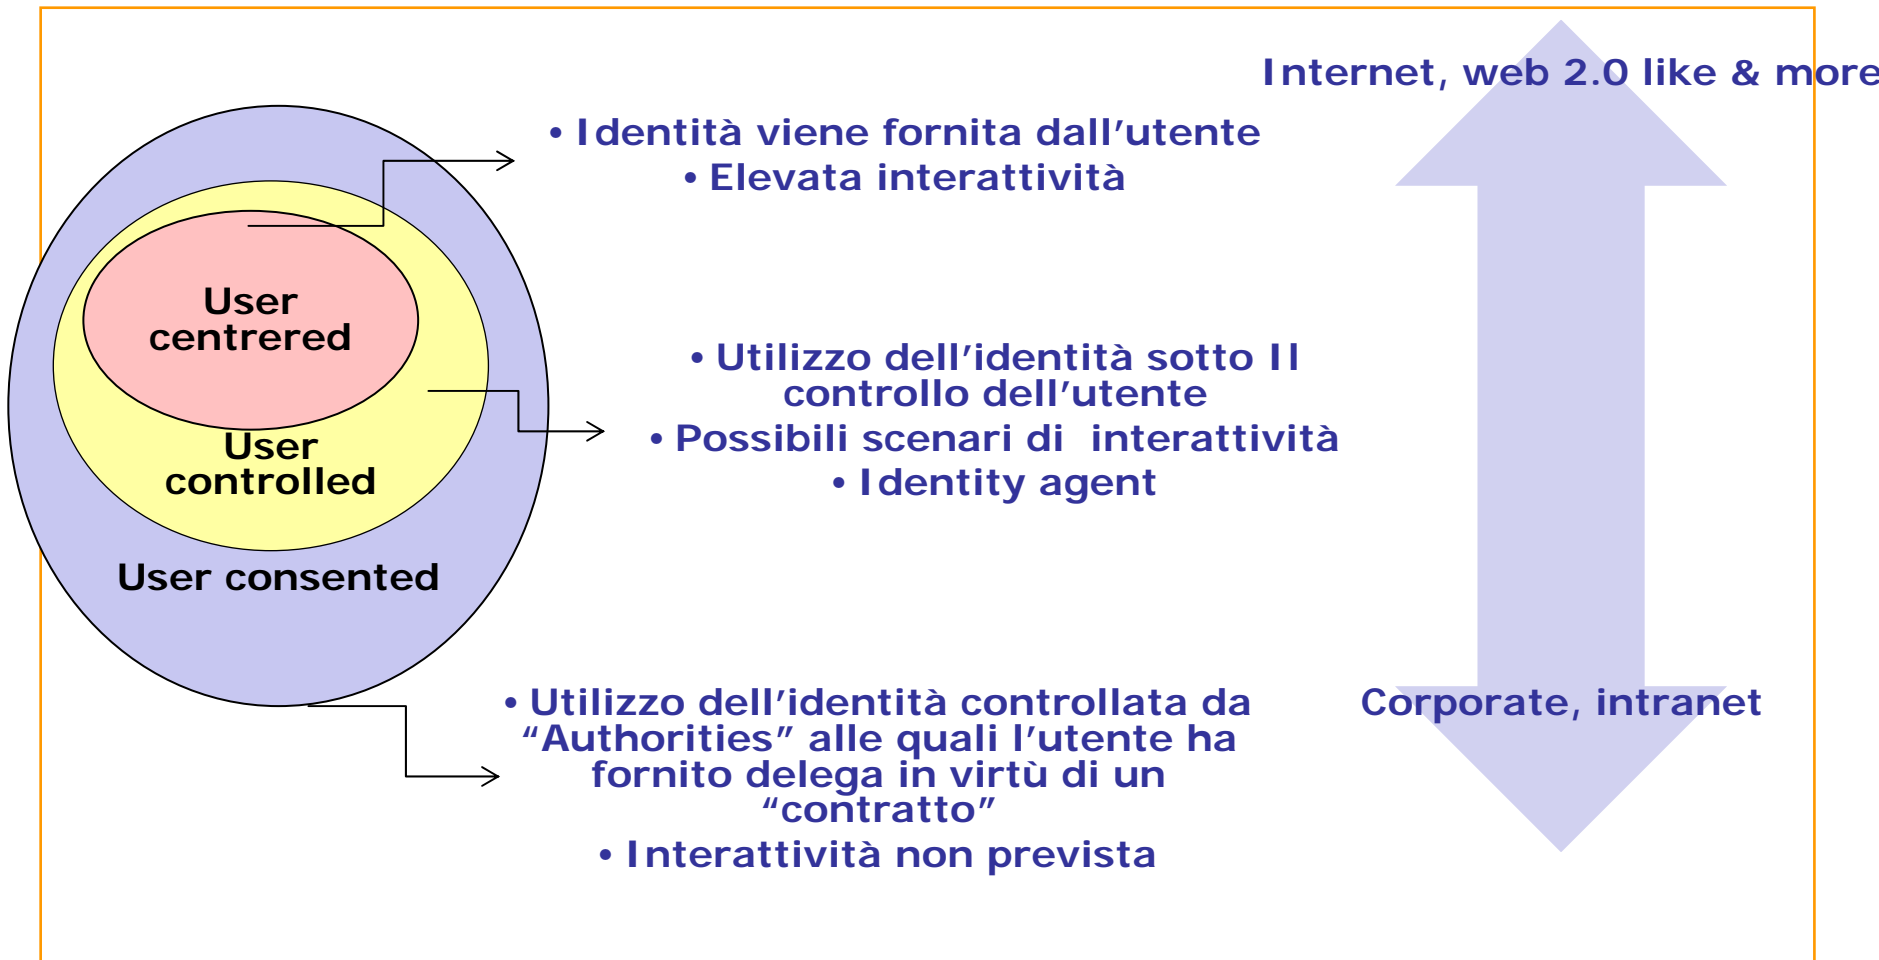 Internet, web 2.0 like & more
• Identità viene fornita dall’utente
• Elevata interattività
User
centrered
• Utilizzo dell’identità sotto Il
controllo dell’utente
• Possibili scenari di interattività
• Identity agent
User
controlled
User consented
• Utilizzo dell’identità controllata da
“Authorities” alle quali l’utente ha
fornito delega in virtù di un
“contratto”
• Interattività non prevista
Corporate, intranet